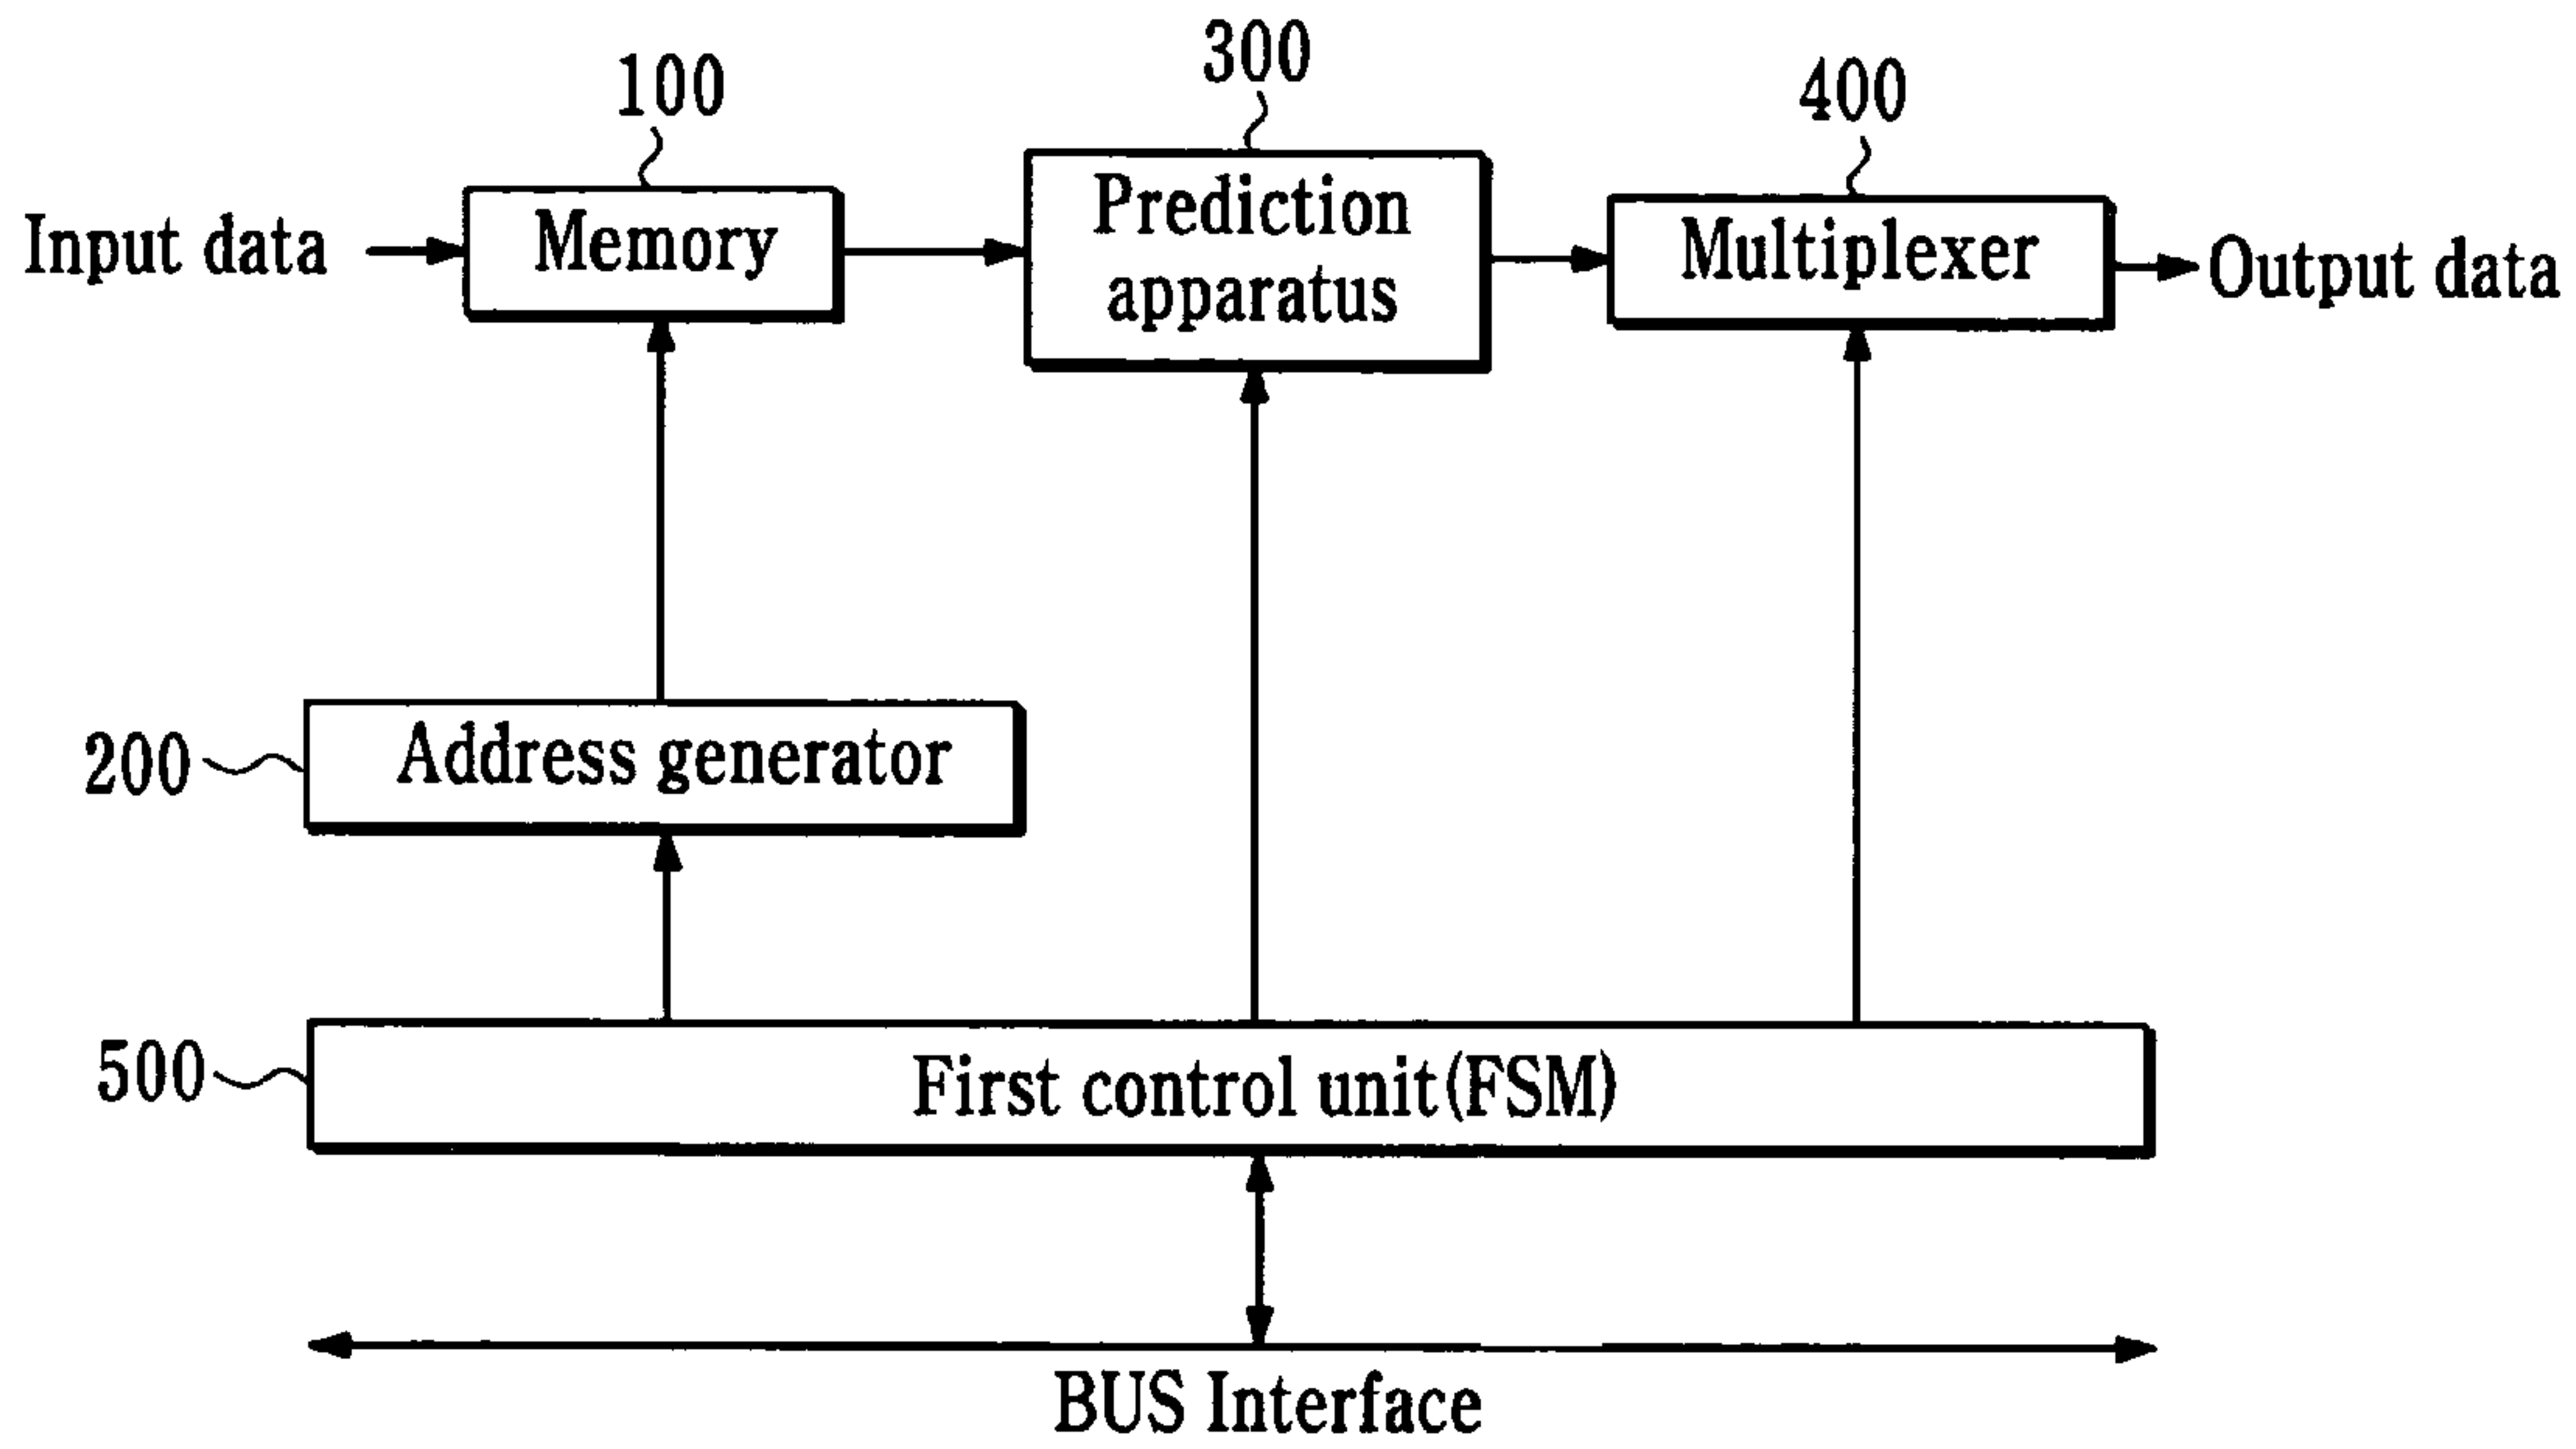 300
100
400
Input data
Memory
Prediction
apparatus
Multiplexer
Output data
200
Address generator
500
First control unit(FSM)
BUS Interface